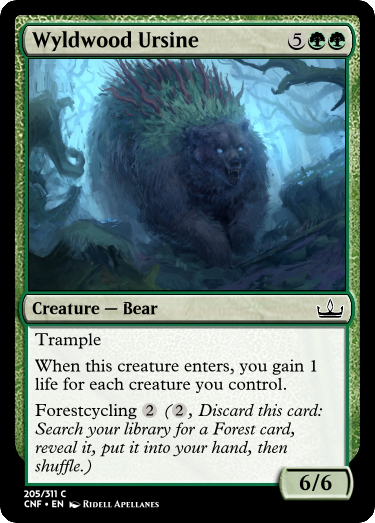 Wyldwood Ursine 5
Creature — Bear
Trample
When this creature enters, you gain 1
life for each creature you control.
Forestcycling 2 (2, Discard this card:
Search your library for a Forest card,
reveal it, put it into your hand, then
shuffle.)
6/6
205/311 C
CNF • EN Ridell Apellanes